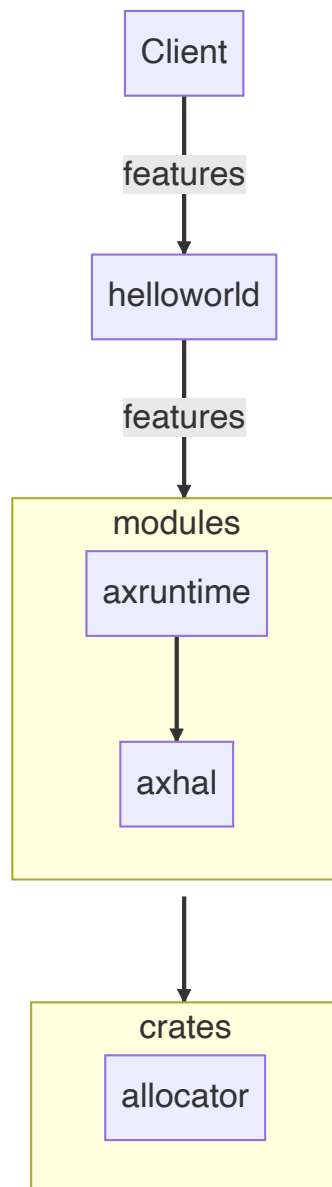 Client
features
helloworld
features
modules
axruntime
axhal
crates
allocator